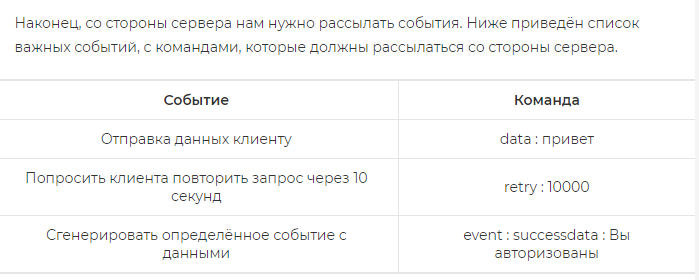 Наконец, со стороны сервера нам нужно рассылать события. Ниже приведён список
важных событий, с командами, которые должны рассылаться со стороны сервера.
Событие
Команда
Отправка данных клиенту
data : привет
Попросить клиента повторить запрос через 10
секунд
retry : 10000
Сгенерировать определённое событие с
данными
event : successdata : Вы
авторизованы